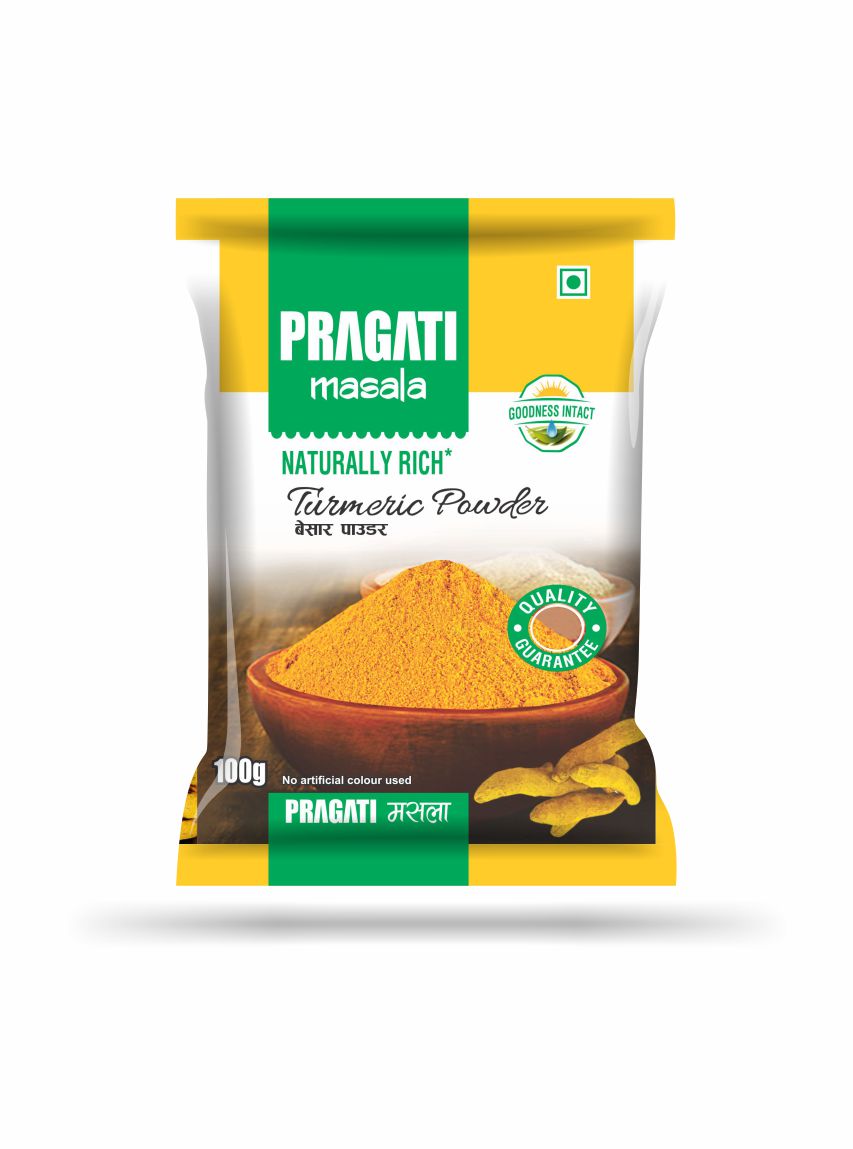 PRAGATI
masala
GOODNESS INTACT
NATURALLY RICH*
Turmeric Powder
बेसार पाउडर
QUALITY
GUARANTEE
100g
No artificial colour used
PRAGATI मसला